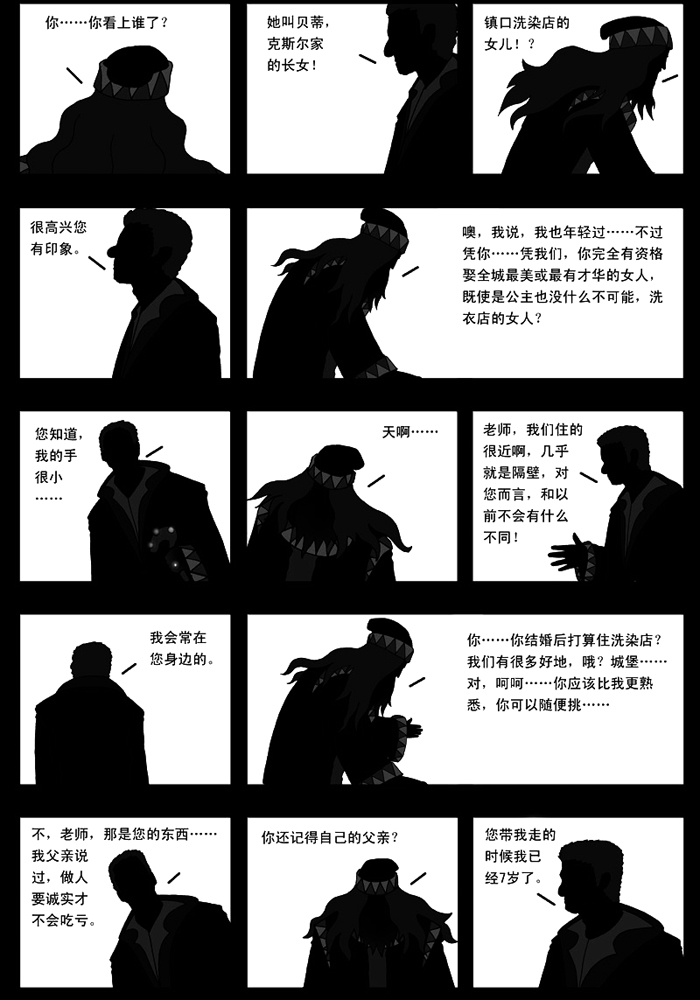 你……你看上谁了？
她叫贝蒂，
克斯尔家
的长女！
镇口洗染店的
女儿！？
很高兴您
有印象。
噢，我说，我也年轻过……不过
凭你……凭我们，你完全有资格
娶全城最美或最有才华的女人，
既使是公主也没什么不可能，洗
衣店的女人？
您知道，
我的手
很小
……
天啊……
老师，我们住的
很近啊，几乎
就是隔壁，对
您而言，和以
前不会有什么
不同！
我会常在
您身边的。
你……你结婚后打算住洗染店？
我们有很多好地，哦？城堡……
对，呵呵……你应该比我更熟
悉，你可以随便挑……
不，老师，那是您的东西……
我父亲说
过，做人
要诚实才
不会吃亏。
你还记得自己的父亲？
您带我走的
时候我已
经7岁了。